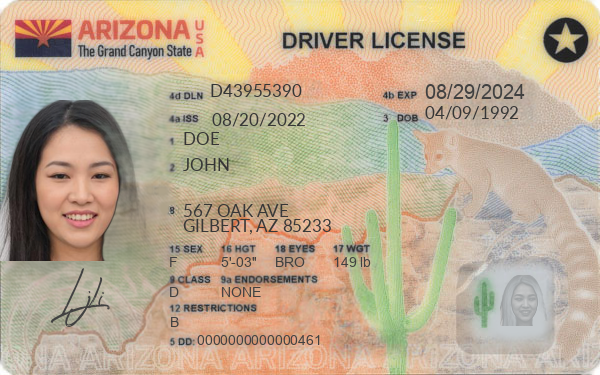 ARIZONA USA
The Grand Canyon State
DRIVER LICENSE
4d DLN D43955390
4b EXP 08/29/2024
4a ISS 08/20/2022
3 DOB 04/09/1992
1 DOE
2 JOHN
8 567 OAK AVE
GILBERT, AZ 85233
15 SEX 16 HGT 18 EYES 17 WGT
F 5'-03" BRO 149 lb
9 CLASS 9a ENDORSEMENTS
D NONE
12 RESTRICTIONS
B
5 DD: 0000000000000461
ARIZONA ARIZONA ARIZONA ARIZONA